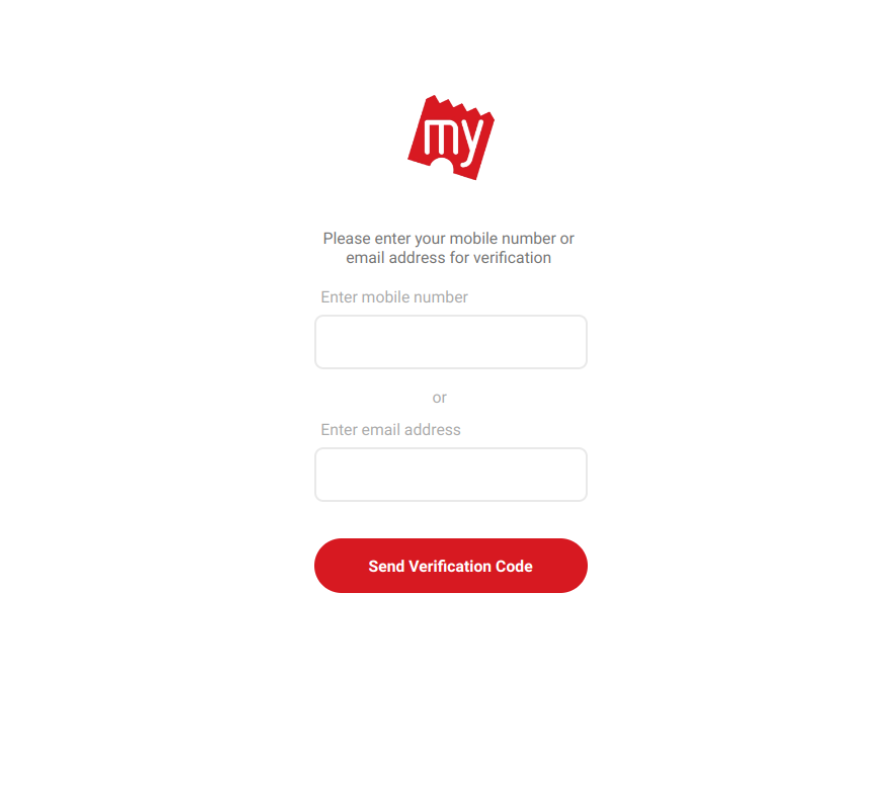 my
Please enter your mobile number or
email address for verification
Enter mobile number
or
Enter email address
Send Verification Code